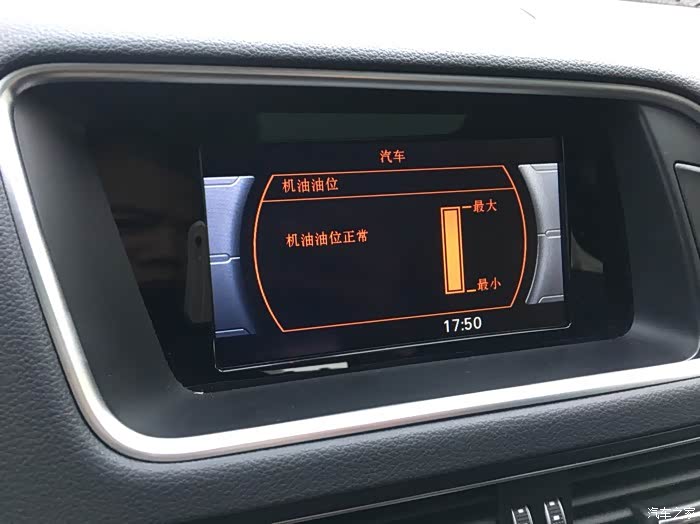 汽车
机油油位
最大
机油油位正常
最小
17:50
汽车之家